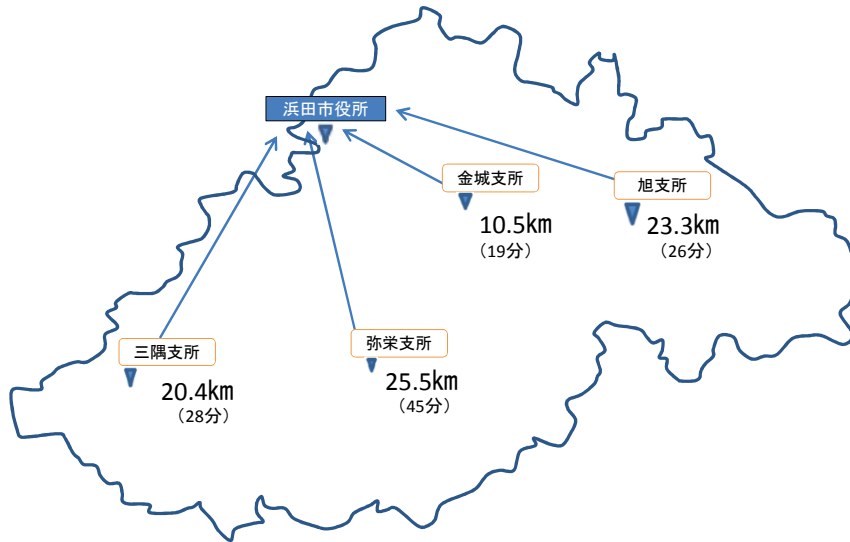 浜田市役所
金城支所
10.5㎞
（19分）
旭支所
23.3㎞
（26分）
三隅支所
20.4㎞
（28分）
弥栄支所
25.5㎞
（45分）